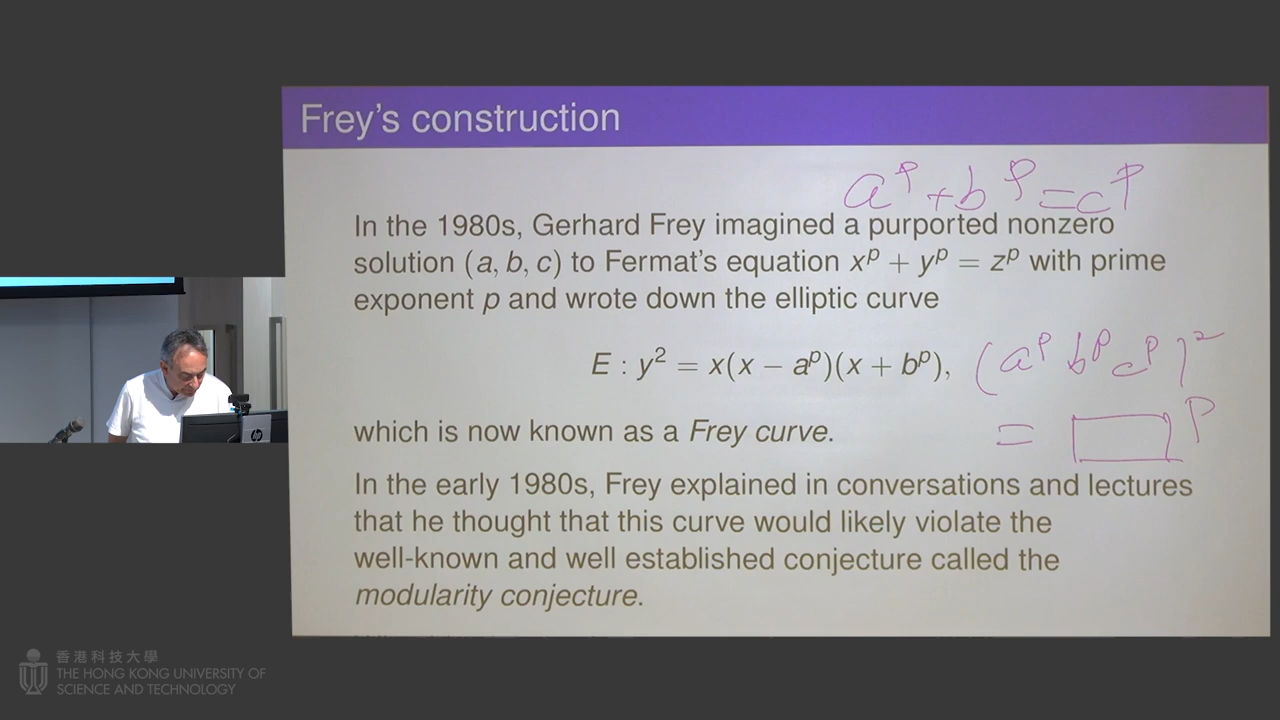 Frey's construction
a^p + b^p = c^p
In the 1980s, Gerhard Frey imagined a purported nonzero
solution (a, b, c) to Fermat's equation x^p + y^p = z^p with prime
exponent p and wrote down the elliptic curve
E : y² = x(x − a^p)(x + b^p), (a^p b^p c^p)²
which is now known as a Frey curve. = □^p
In the early 1980s, Frey explained in conversations and lectures
that he thought that this curve would likely violate the
well-known and well established conjecture called the
modularity conjecture.
hp
香港科技大學
THE HONG KONG UNIVERSITY OF
SCIENCE AND TECHNOLOGY